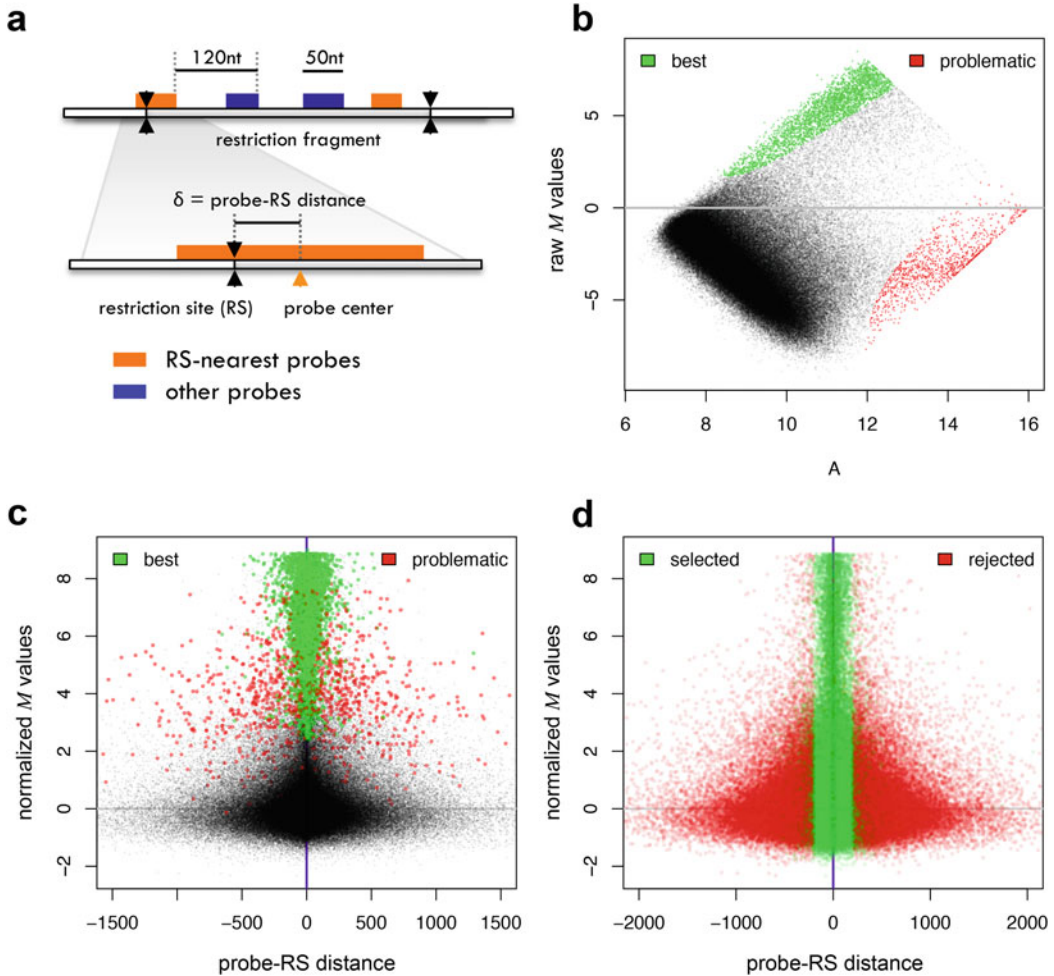 a
120nt
50nt
restriction fragment
δ = probe-RS distance
restriction site (RS)
probe center
RS-nearest probes
other probes
b
best
problematic
raw M values
5
0
−5
6
8
10
12
14
16
A
c
best
problematic
normalized M values
8
6
4
2
0
−2
−1500
−500
0
500
1000
1500
probe-RS distance
d
selected
rejected
normalized M values
8
6
4
2
0
−2
−2000
−1000
0
1000
2000
probe-RS distance